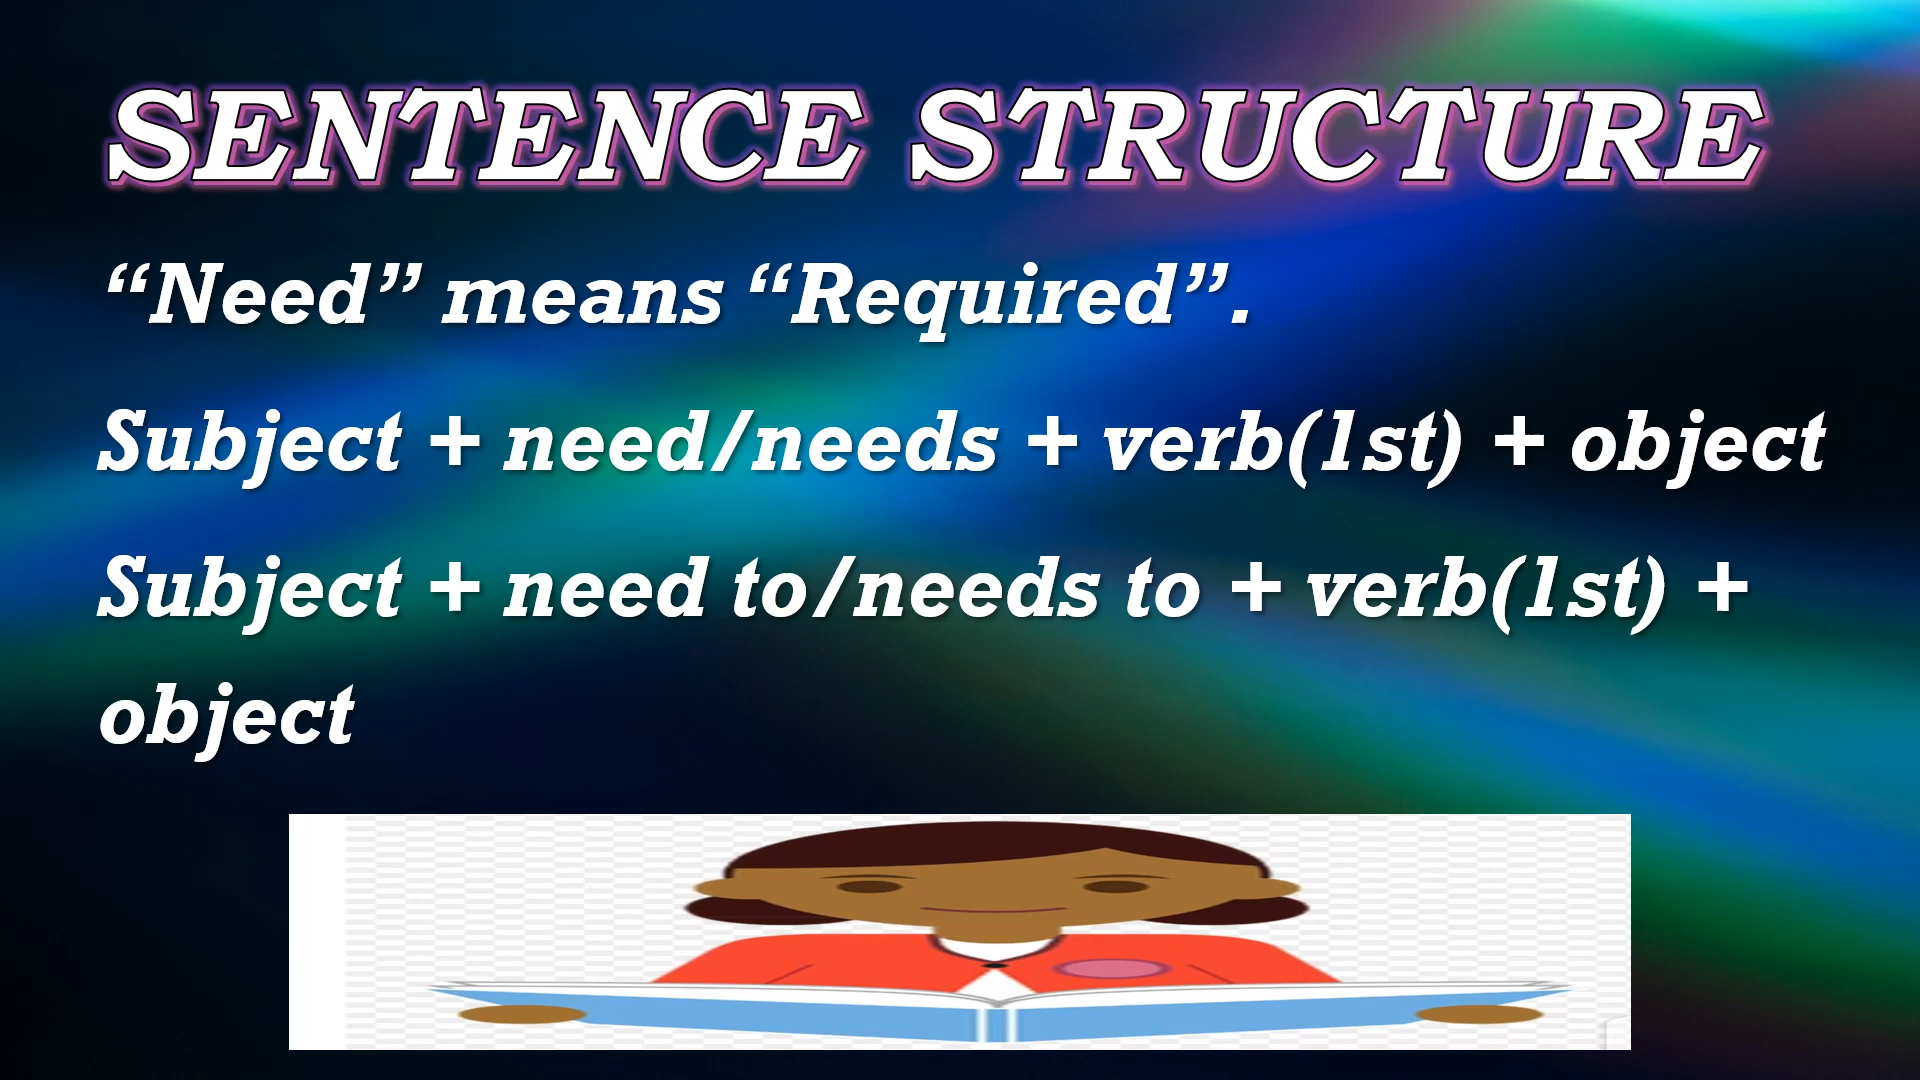 SENTENCE STRUCTURE
“Need” means “Required”.
Subject + need/needs + verb(1st) + object
Subject + need to/needs to + verb(1st) +
object